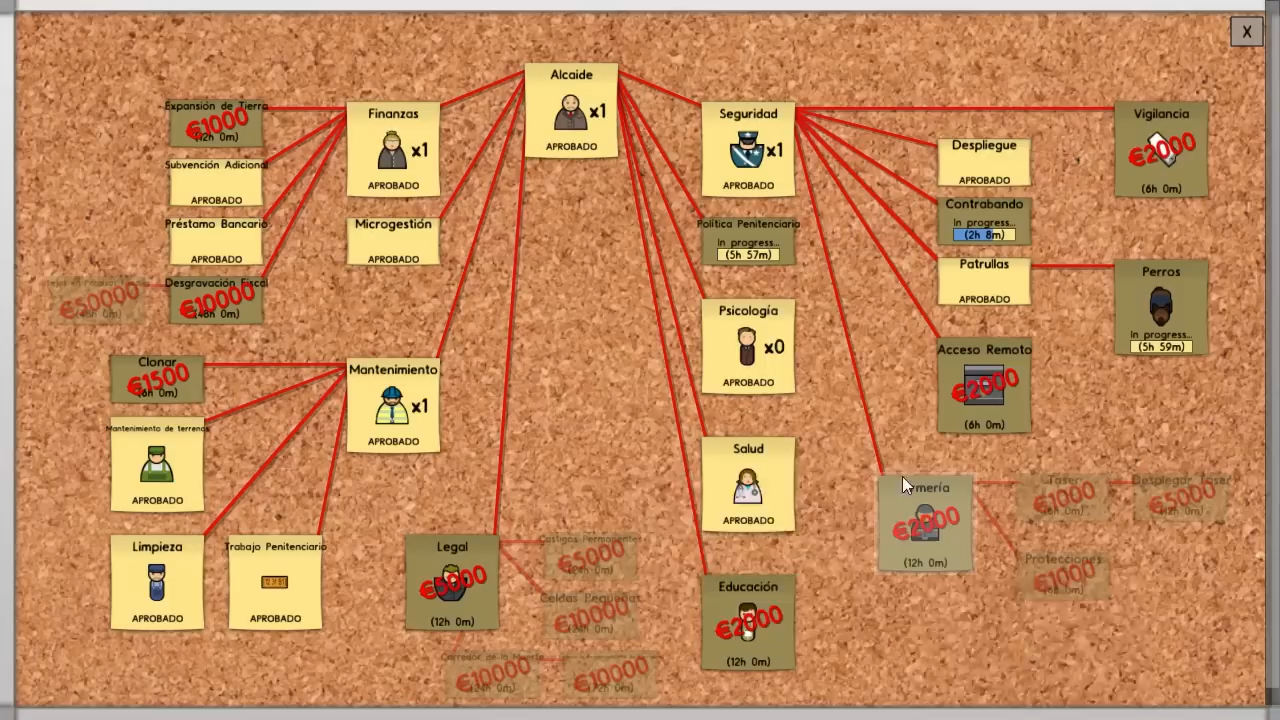 X
Alcaide
x1
APROBADO
Expansión de Tierra
€1000
(12h 0m)
Subvención Adicional
APROBADO
Préstamo Bancario
APROBADO
Desgravación Fiscal
€10000
(48h 0m)
€50000
Finanzas
x1
APROBADO
Microgestión
APROBADO
Clonar
€1500
(6h 0m)
Mantenimiento
x1
APROBADO
Mantenimiento de terrenos
APROBADO
Limpieza
APROBADO
Trabajo Penitenciario
APROBADO
Legal
€5000
(12h 0m)
Castigos Permanentes
€5000
Celdas Pequeñas
€10000
Corredor de la Muerte
€10000
€10000
Seguridad
x1
APROBADO
Política Penitenciario
In progress...
(5h 57m)
Psicología
x0
APROBADO
Salud
APROBADO
Educación
€2000
(12h 0m)
Despliegue
APROBADO
Contrabando
In progress...
(2h 8m)
Patrullas
APROBADO
Acceso Remoto
€2000
(6h 0m)
Vigilancia
€2000
(6h 0m)
Perros
In progress...
(5h 59m)
rmería
€2000
(12h 0m)
Taser
€1000
Desplegar Taser
€5000
Protecciones
€1000